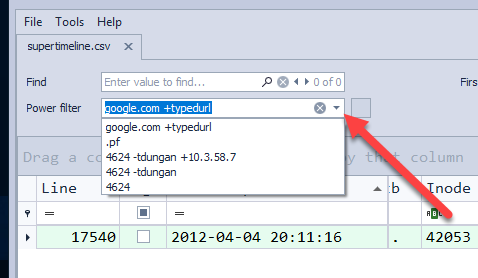 File Tools Help
supertimeline.csv
Find Enter value to find... 0 of 0 Firs
Power filter google.com +typedurl
google.com +typedurl
.pf
4624 -tdungan +10.3.58.7
4624 -tdungan
4624
Drag a co by that column
Line Inode
= =
17540 2012-04-04 20:11:16 . 42053